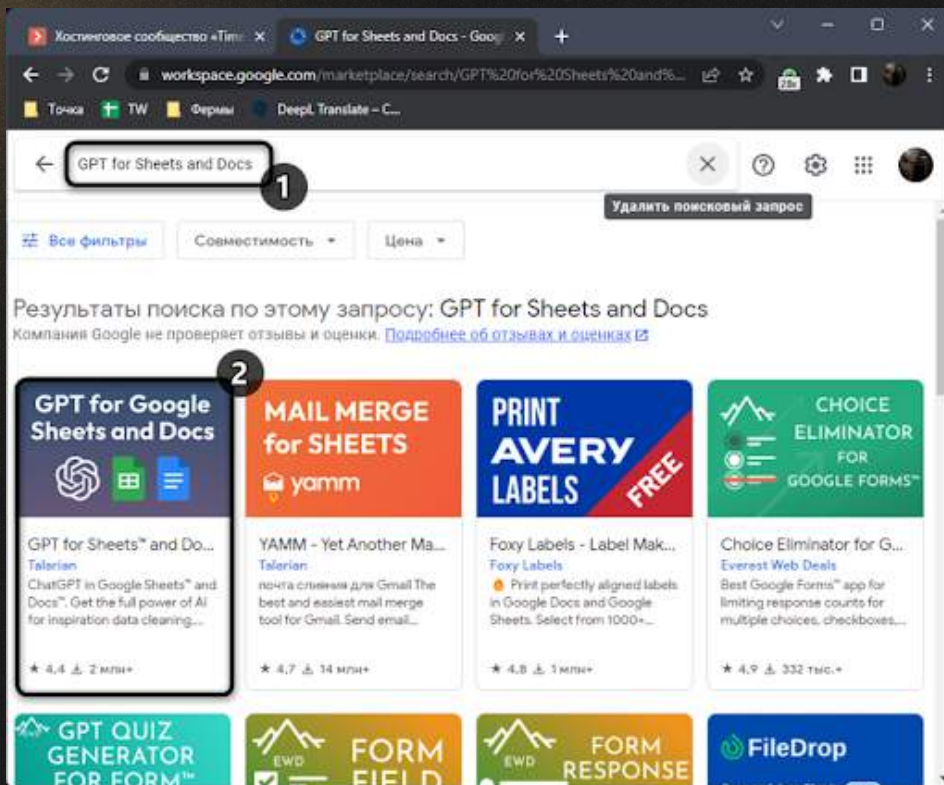 Хостинговое сообщество «Time
GPT for Sheets and Docs - Goog
workspace.google.com/marketplace/search/GPT%20for%20Sheets%20and%...
Точка
TW
Фермы
DeepL Translate – C...
GPT for Sheets and Docs
1
Удалить поисковый запрос
Все фильтры
Совместимость
Цена
Результаты поиска по этому запросу: GPT for Sheets and Docs
Компания Google не проверяет отзывы и оценки. Подробнее об отзывах и оценках
2
GPT for Google
Sheets and Docs
GPT for Sheets™ and Do...
Talarian
ChatGPT in Google Sheets™ and
Docs™. Get the full power of AI
for inspiration data cleaning,...
4,4 2 млн+
MAIL MERGE
for SHEETS
yamm
YAMM - Yet Another Ma...
Talarian
почта слияния для Gmail The
best and easiest mail merge
tool for Gmail. Send email...
4,7 14 млн+
PRINT
AVERY
LABELS
FREE
Foxy Labels - Label Mak...
Foxy Labels
Print perfectly aligned labels
in Google Docs and Google
Sheets. Select from 1000+...
4,8 1 млн+
CHOICE
ELIMINATOR
FOR
GOOGLE FORMS™
Choice Eliminator for G...
Everest Web Deals
Best Google Forms™ app for
limiting response counts for
multiple choices, checkboxes,...
4,9 332 тыс.+
GPT QUIZ
GENERATOR
FOR FORM™
EWD
FORM
FIELD
EWD
FORM
RESPONSE
FileDrop